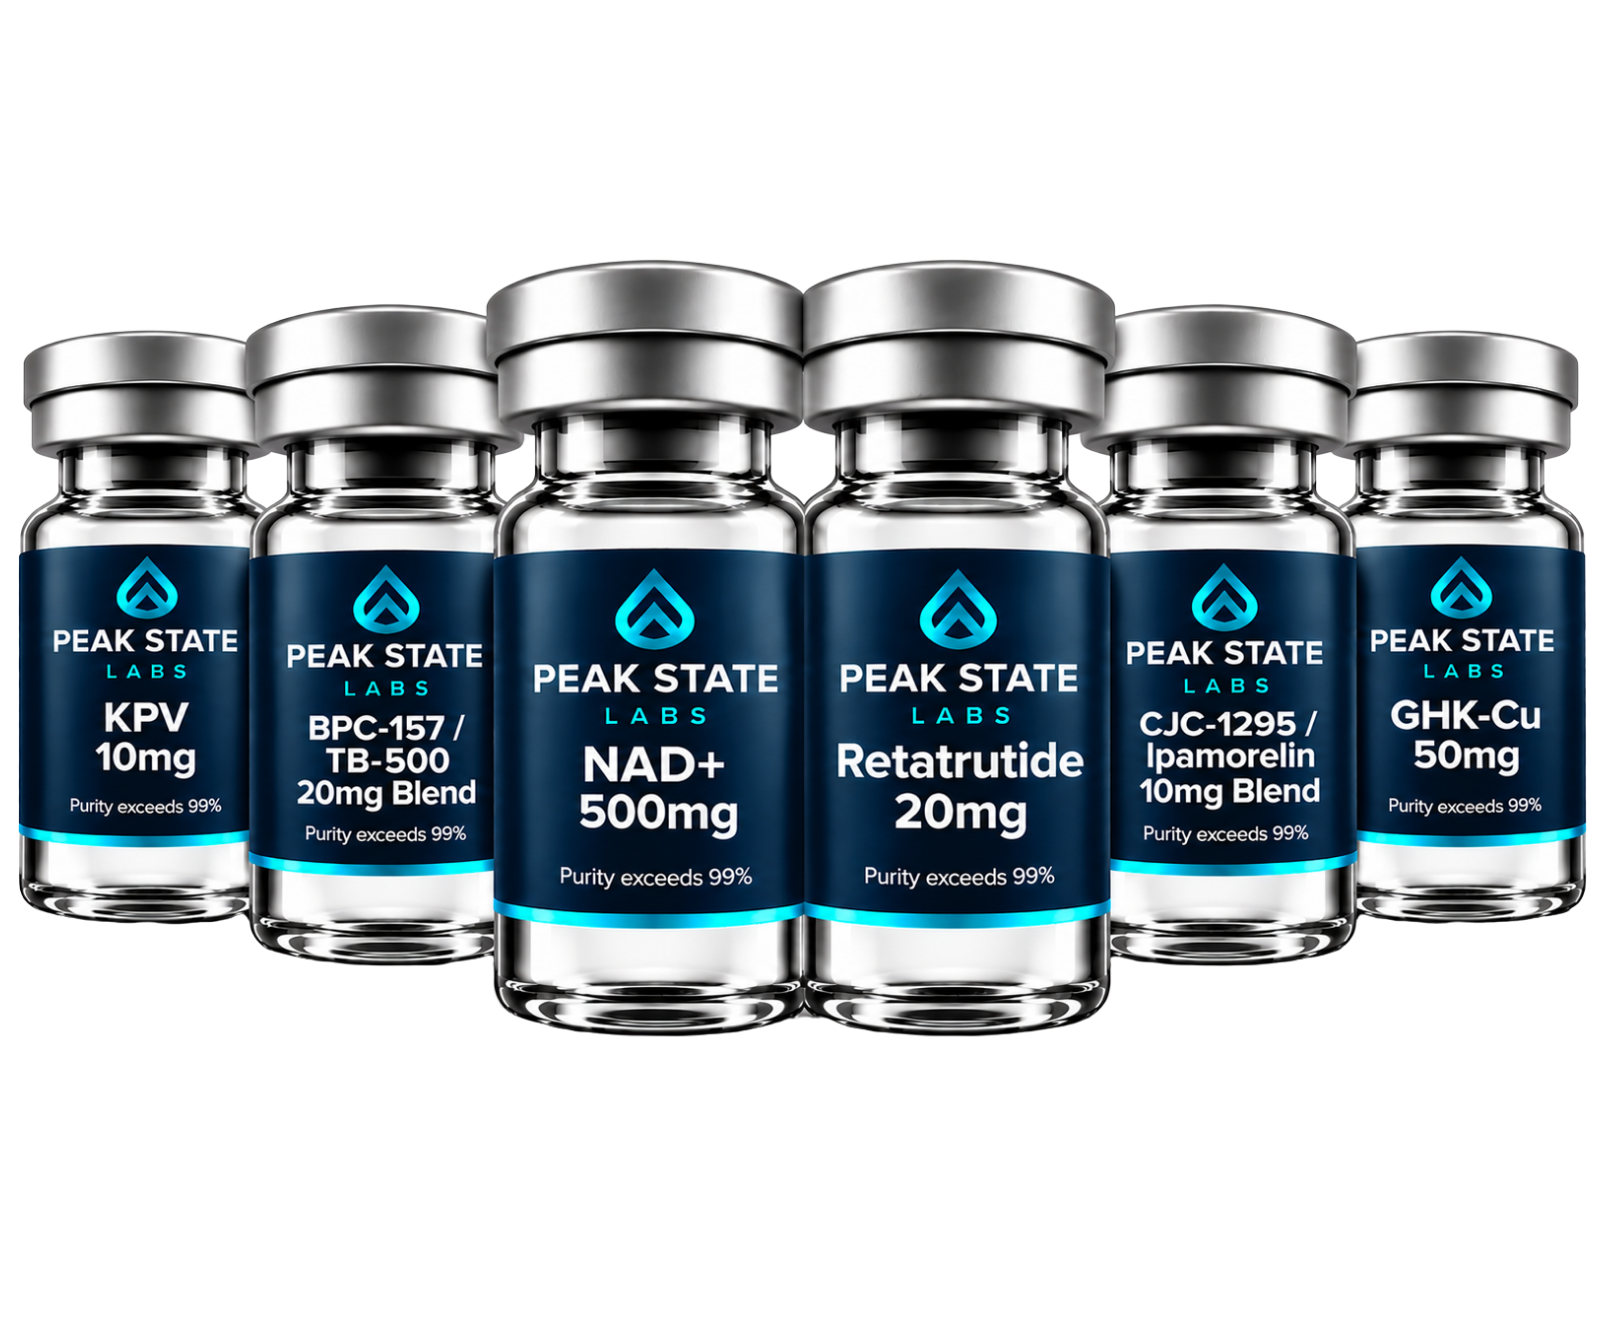 PEAK STATE
LABS
KPV
10mg
Purity exceeds 99%
PEAK STATE
LABS
BPC-157 /
TB-500
20mg Blend
Purity exceeds 99%
PEAK STATE
LABS
NAD+
500mg
Purity exceeds 99%
PEAK STATE
LABS
Retatrutide
20mg
Purity exceeds 99%
PEAK STATE
LABS
CJC-1295 /
Ipamorelin
10mg Blend
Purity exceeds 99%
PEAK STATE
LABS
GHK-Cu
50mg
Purity exceeds 99%